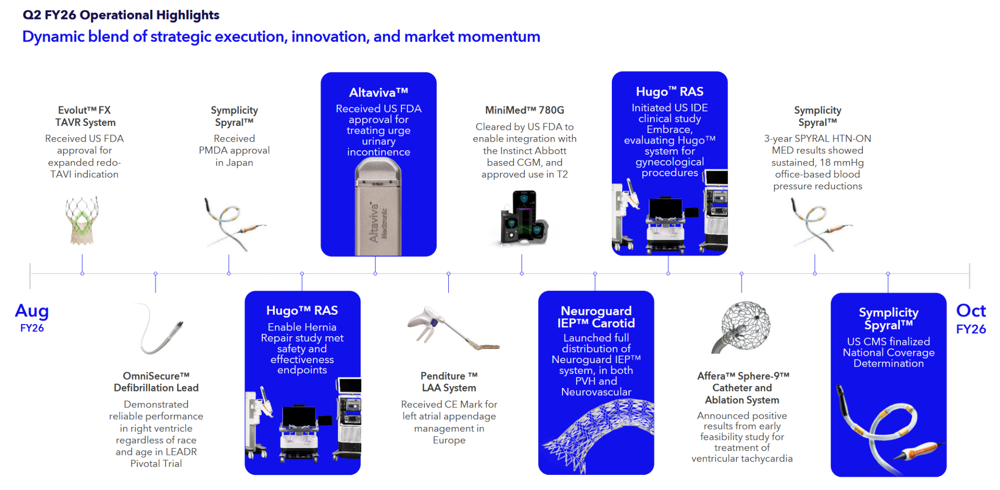 Q2 FY26 Operational Highlights
Dynamic blend of strategic execution, innovation, and market momentum
Evolut™ FX
TAVR System
Received US FDA
approval for
expanded redo-
TAVI indication
Symplicity
Spyral™
Received
PMDA approval
in Japan
Altaviva™
Received US FDA
approval for
treating urge
urinary
incontinence
Altaviva™
Medtronic
MiniMed™ 780G
Cleared by US FDA to
enable integration with
the Instinct Abbott
based CGM, and
approved use in T2
Hugo™ RAS
Initiated US IDE
clinical study
Embrace,
evaluating Hugo™
system for
gynecological
procedures
Symplicity
Spyral™
3-year SPYRAL HTN-ON
MED results showed
sustained, 18 mmHg
office-based blood
pressure reductions
Aug
FY26
OmniSecure™
Defibrillation Lead
Demonstrated
reliable performance
in right ventricle
regardless of race
and age in LEADR
Pivotal Trial
Hugo™ RAS
Enable Hernia
Repair study met
safety and
effectiveness
endpoints
Penditure ™
LAA System
Received CE Mark for
left atrial appendage
management in
Europe
Neuroguard
IEP™ Carotid
Launched full
distribution of
Neuroguard IEP™
system, in both
PVH and
Neurovascular
Affera™ Sphere-9™
Catheter and
Ablation System
Announced positive
results from early
feasibility study for
treatment of
ventricular tachycardia
Symplicity
Spyral™
US CMS finalized
National Coverage
Determination
Oct
FY26